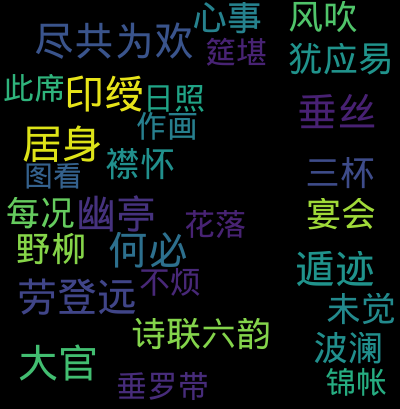 心事
风吹
尽共为欢
筵堪
犹应易
此席
印绶
日照
垂丝
作画
居身
襟怀
图看
三杯
每况
幽亭
花落
宴会
野柳
何必
遁迹
不烦
劳登远
未觉
诗联六韵
波澜
大官
垂罗带
锦帐